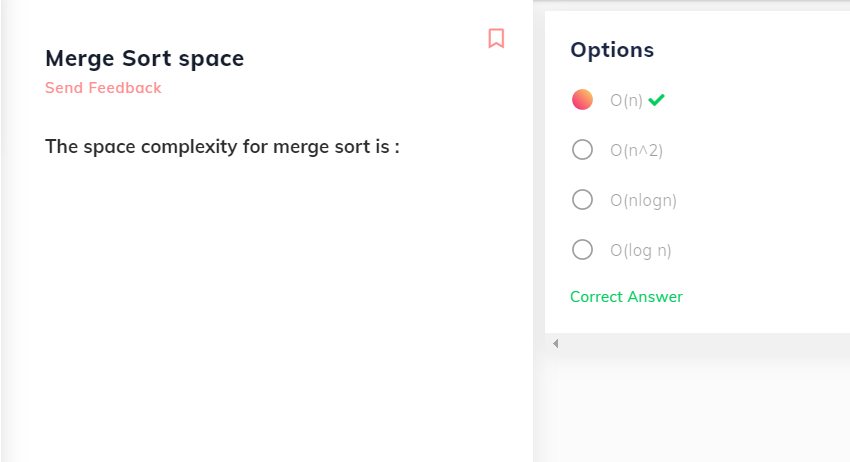 Merge Sort space
Send Feedback
The space complexity for merge sort is :
Options
O(n)
O(n^2)
O(nlogn)
O(log n)
Correct Answer